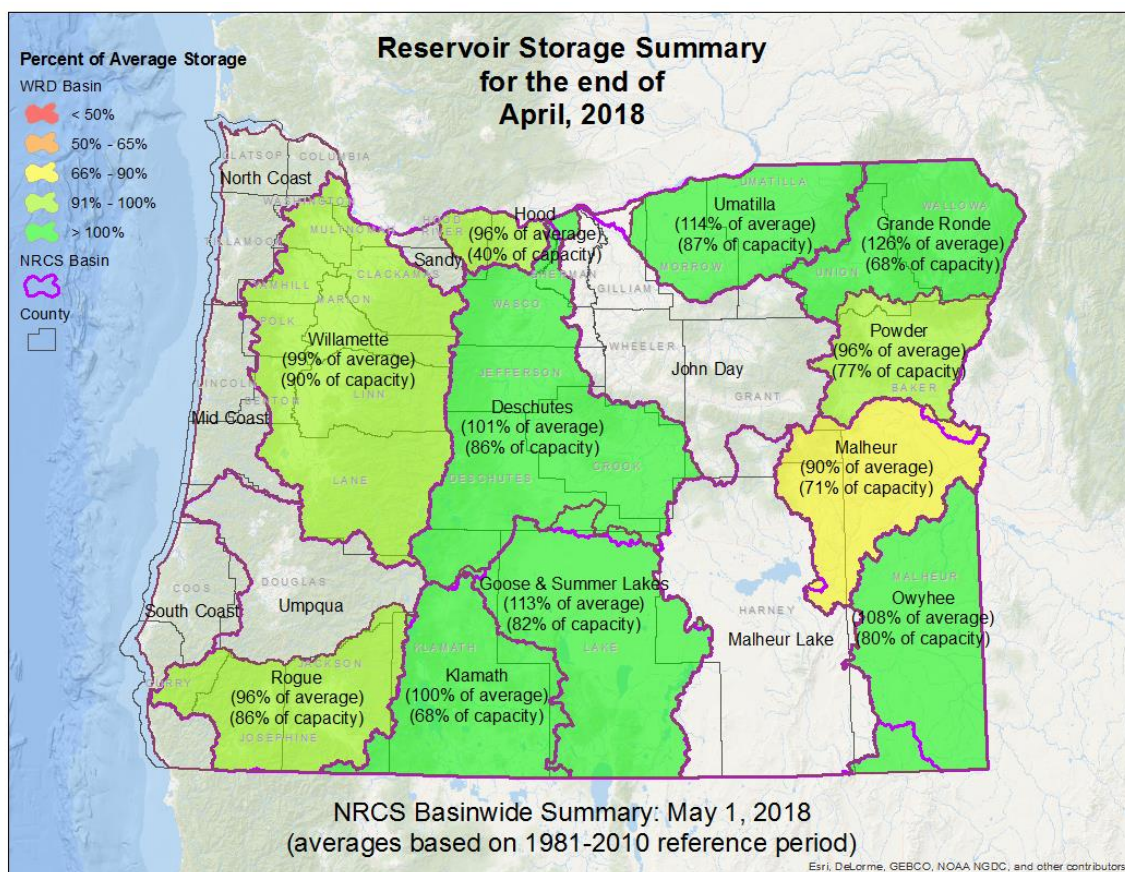 Reservoir Storage Summary
for the end of
April, 2018
Percent of Average Storage
WRD Basin
< 50%
50% - 65%
66% - 90%
91% - 100%
> 100%
NRCS Basin
County
CLATSOP
COLUMBIA
North Coast
WASHINGTON
TILLAMOOK
MULTNOMAH
HOOD RIVER
Hood
(96% of average)
(40% of capacity)
Sandy
CLACKAMAS
SHERMAN
UMATILLA
Umatilla
(114% of average)
(87% of capacity)
MORROW
WALLOWA
Grande Ronde
(126% of average)
(68% of capacity)
UNION
GILLIAM
YAMHILL
MARION
WASCO
POLK
Willamette
(99% of average)
(90% of capacity)
WHEELER
Powder
(96% of average)
(77% of capacity)
BAKER
John Day
GRANT
JEFFERSON
LINCOLN
BENTON
LINN
Mid Coast
Deschutes
(101% of average)
(86% of capacity)
CROOK
DESCHUTES
LANE
Malheur
(90% of average)
(71% of capacity)
MALHEUR
Owyhee
(108% of average)
(80% of capacity)
HARNEY
Malheur Lake
Goose & Summer Lakes
(113% of average)
(82% of capacity)
LAKE
COOS
DOUGLAS
South Coast
Umpqua
KLAMATH
Klamath
(100% of average)
(68% of capacity)
JACKSON
CURRY
Rogue
(96% of average)
(86% of capacity)
JOSEPHINE
NRCS Basinwide Summary: May 1, 2018
(averages based on 1981-2010 reference period)
Esri, DeLorme, GEBCO, NOAA NGDC, and other contributors